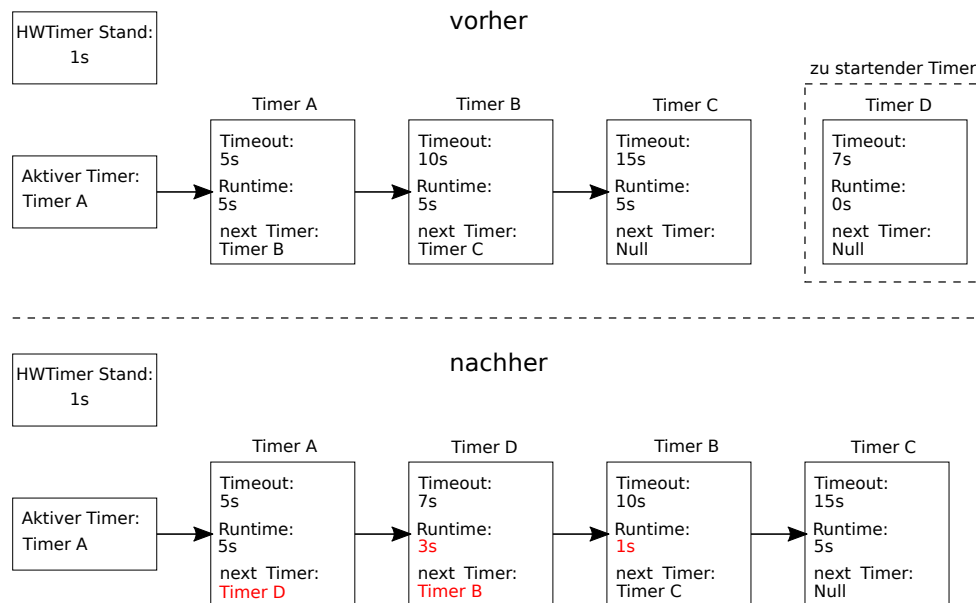 vorher
HWTimer Stand:
1s
zu startender Timer
Timer A
Timer B
Timer C
Timer D
Aktiver Timer:
Timer A
Timeout:
5s
Runtime:
5s
next Timer:
Timer B
Timeout:
10s
Runtime:
5s
next Timer:
Timer C
Timeout:
15s
Runtime:
5s
next Timer:
Null
Timeout:
7s
Runtime:
0s
next Timer:
Null
nachher
HWTimer Stand:
1s
Timer A
Timer D
Timer B
Timer C
Aktiver Timer:
Timer A
Timeout:
5s
Runtime:
5s
next Timer:
Timer D
Timeout:
7s
Runtime:
3s
next Timer:
Timer B
Timeout:
10s
Runtime:
1s
next Timer:
Timer C
Timeout:
15s
Runtime:
5s
next Timer:
Null